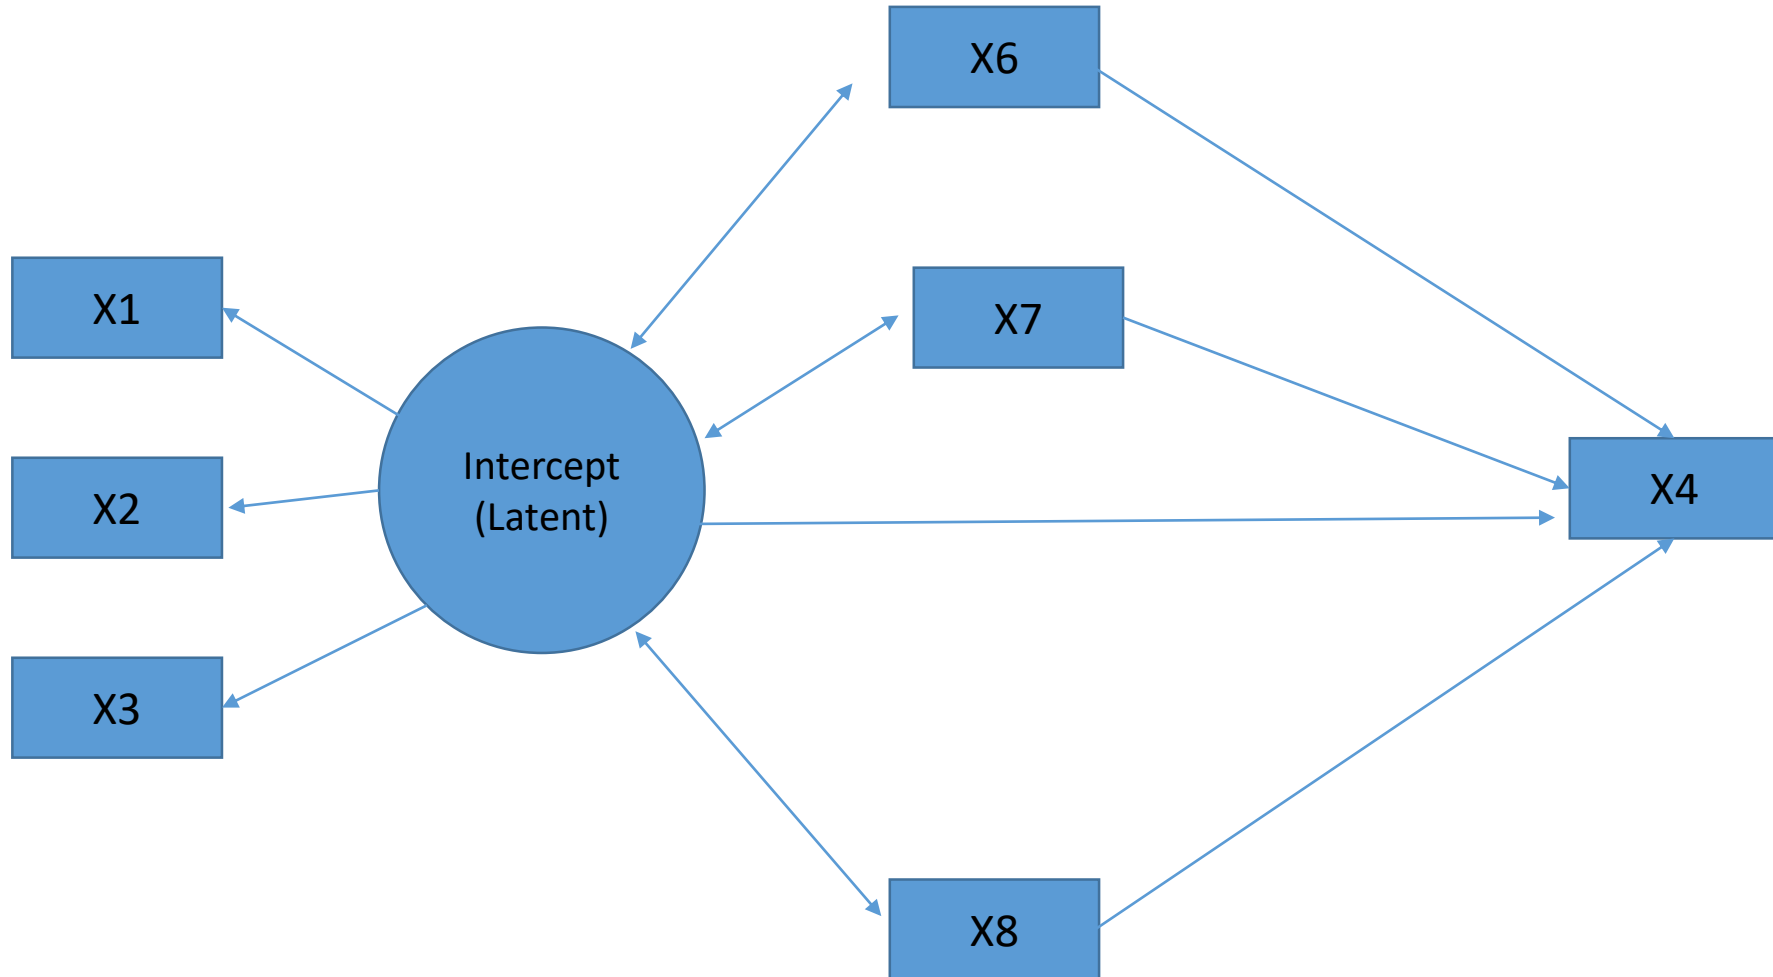 X6
X1
X7
Intercept
(Latent)
X2
X4
X3
X8